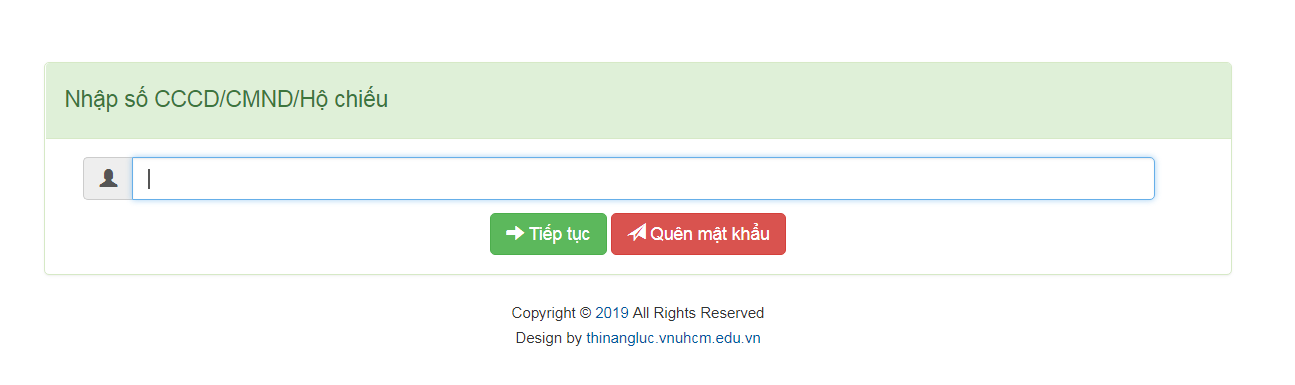 Nhập số CCCD/CMND/Hộ chiếu
Tiếp tục Quên mật khẩu
Copyright © 2019 All Rights Reserved
Design by thinangluc.vnuhcm.edu.vn